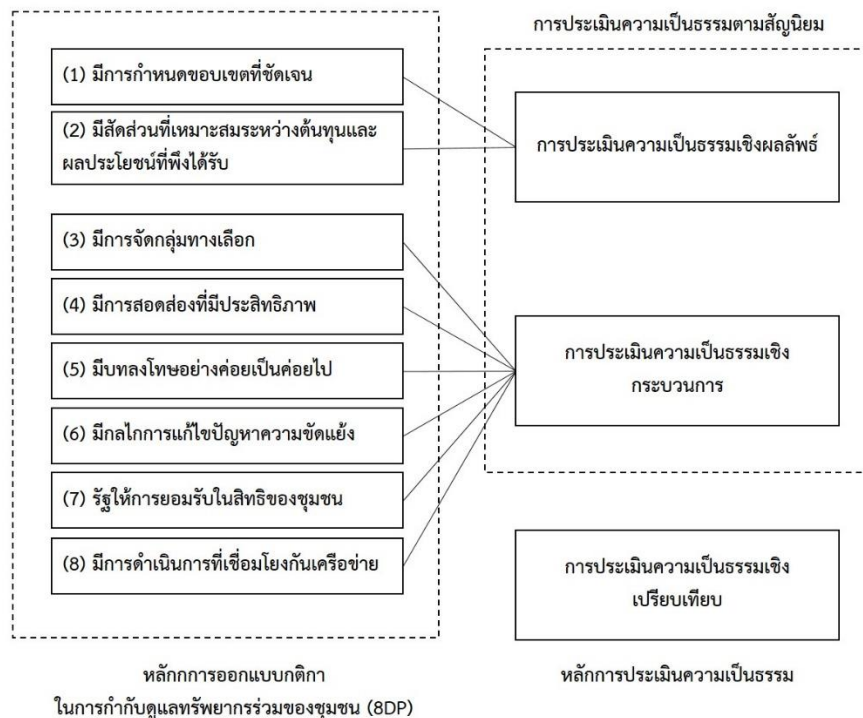 (1) มีการกำหนดขอบเขตที่ชัดเจน
(2) มีสัดส่วนที่เหมาะสมระหว่างต้นทุนและ
ผลประโยชน์ที่พึงได้รับ
(3) มีการจัดกลุ่มทางเลือก
(4) มีการสอดส่องที่มีประสิทธิภาพ
(5) มีบทลงโทษอย่างค่อยเป็นค่อยไป
(6) มีกลไกการแก้ไขปัญหาความขัดแย้ง
(7) รัฐให้การยอมรับในสิทธิของชุมชน
(8) มีการดำเนินการที่เชื่อมโยงกันเครือข่าย
หลักกการออกแบบกติกา
ในการกำกับดูแลทรัพยากรร่วมของชุมชน (8DP)
การประเมินความเป็นธรรมตามสัญนิยม
การประเมินความเป็นธรรมเชิงผลลัพธ์
การประเมินความเป็นธรรมเชิง
กระบวนการ
การประเมินความเป็นธรรมเชิง
เปรียบเทียบ
หลักการประเมินความเป็นธรรม